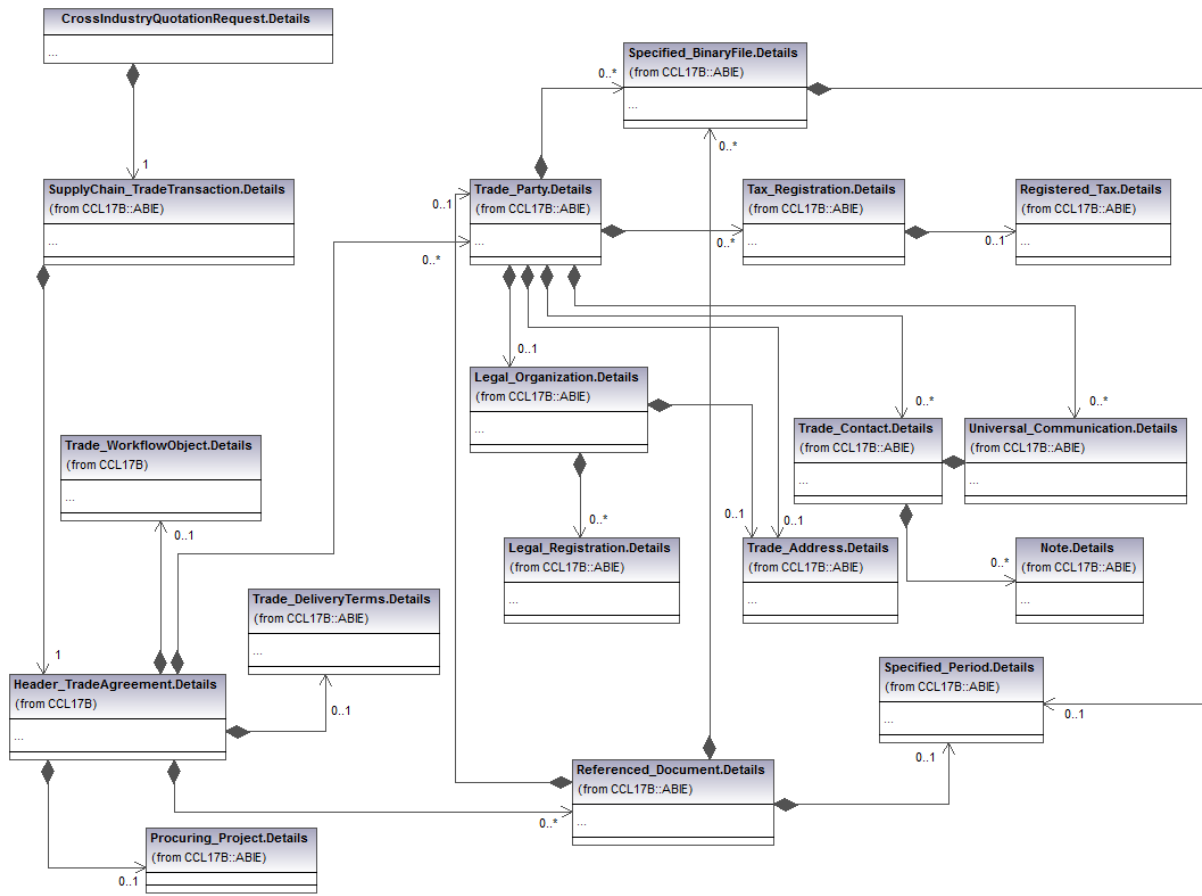 CrossIndustryQuotationRequest.Details
...
Specified_BinaryFile.Details
(from CCL17B::ABIE)
...
0..*
0..*
1
SupplyChain_TradeTransaction.Details
(from CCL17B::ABIE)
...
Trade_Party.Details
(from CCL17B::ABIE)
...
0..1
0..*
Tax_Registration.Details
(from CCL17B::ABIE)
...
0..*
Registered_Tax.Details
(from CCL17B::ABIE)
...
0..1
0..1
Legal_Organization.Details
(from CCL17B::ABIE)
...
0..*
Trade_Contact.Details
(from CCL17B::ABIE)
...
0..*
Universal_Communication.Details
(from CCL17B::ABIE)
...
Trade_WorkflowObject.Details
(from CCL17B)
...
0..1
0..*
Legal_Registration.Details
(from CCL17B::ABIE)
...
0..1
0..1
Trade_Address.Details
(from CCL17B::ABIE)
...
0..*
Note.Details
(from CCL17B::ABIE)
...
Trade_DeliveryTerms.Details
(from CCL17B::ABIE)
...
0..1
1
Header_TradeAgreement.Details
(from CCL17B)
...
Specified_Period.Details
(from CCL17B::ABIE)
...
0..1
0..1
Referenced_Document.Details
(from CCL17B::ABIE)
...
0..*
Procuring_Project.Details
(from CCL17B::ABIE)
...
0..1